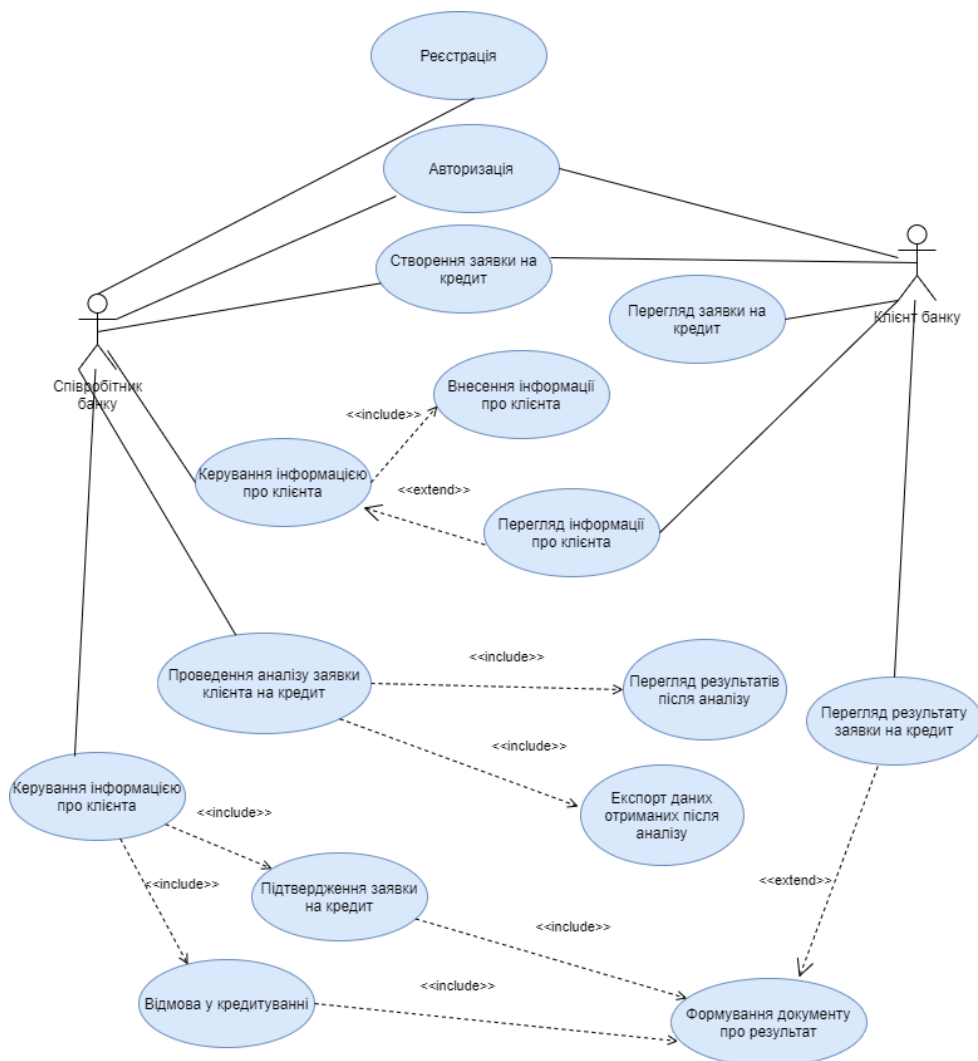 Реєстрація
Авторизація
Створення заявки на
кредит
Перегляд заявки на
кредит
Клієнт банку
Співробітник
банку
Внесення інформації
про клієнта
<<include>>
Керування інформацією
про клієнта
<<extend>>
Перегляд інформації
про клієнта
Проведення аналізу заявки
клієнта на кредит
<<include>>
Перегляд результатів
після аналізу
Перегляд результату
заявки на кредит
<<include>>
Керування інформацією
про клієнта
Експорт даних
отриманих після
аналізу
<<include>>
<<include>>
Підтвердження заявки
на кредит
<<extend>>
<<include>>
Відмова у кредитуванні
<<include>>
Формування документу
про результат